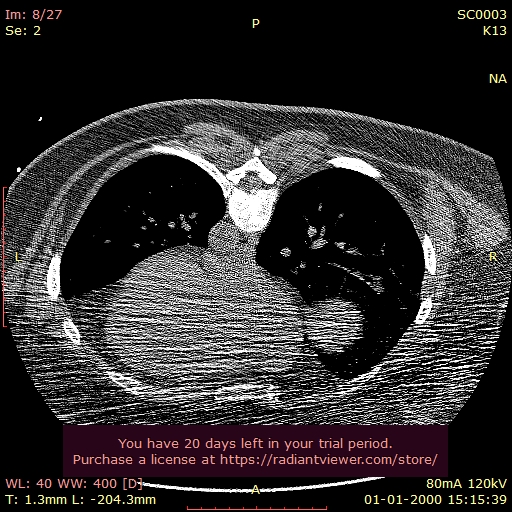 Im: 8/27
Se: 2
P
SC0003
K13
NA
L
R
You have 20 days left in your trial period.
Purchase a license at https://radiantviewer.com/store/
WL: 40 WW: 400 [D]
T: 1.3mm L: -204.3mm
A
80mA 120kV
01-01-2000 15:15:39